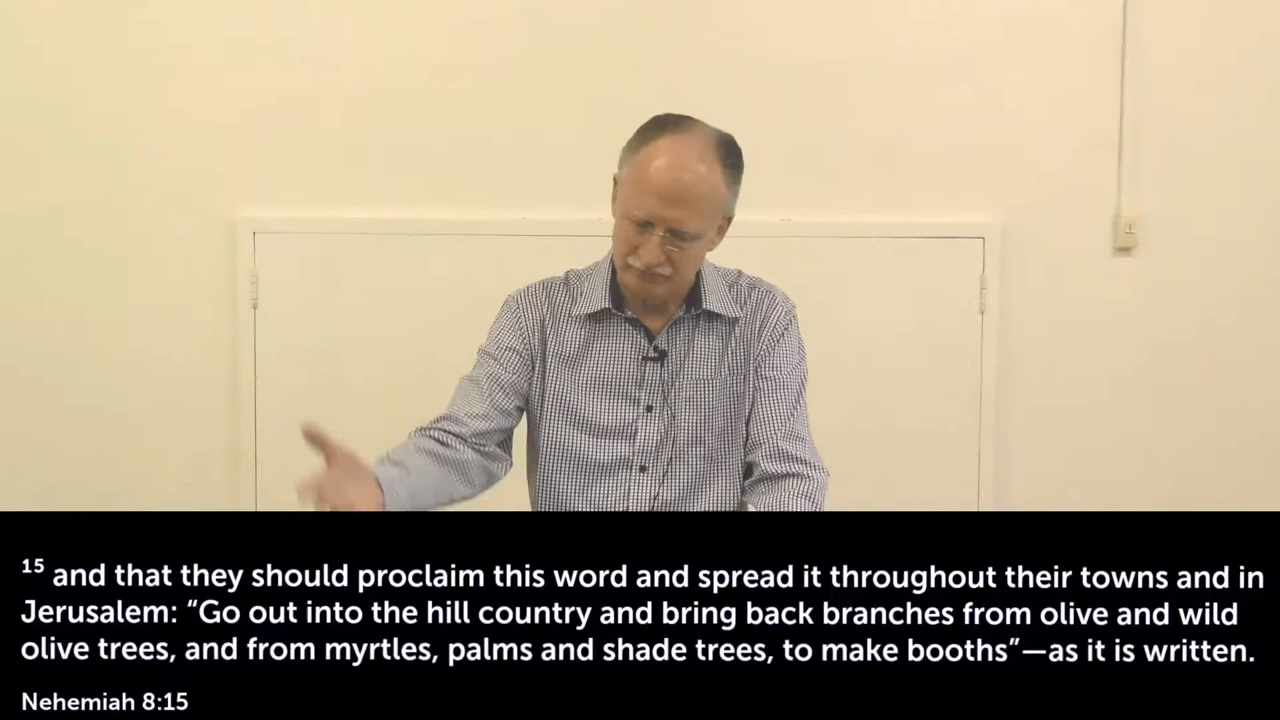 15 and that they should proclaim this word and spread it throughout their towns and in
Jerusalem: “Go out into the hill country and bring back branches from olive and wild
olive trees, and from myrtles, palms and shade trees, to make booths”—as it is written.
Nehemiah 8:15